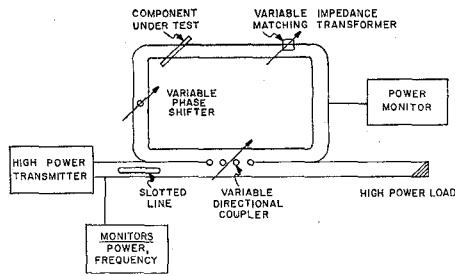 COMPONENT
UNDER TEST
VARIABLE IMPEDANCE
MATCHING TRANSFORMER
VARIABLE
PHASE
SHIFTER
POWER
MONITOR
HIGH POWER
TRANSMITTER
SLOTTED
LINE
VARIABLE
DIRECTIONAL
COUPLER
HIGH POWER LOAD
MONITORS
POWER,
FREQUENCY